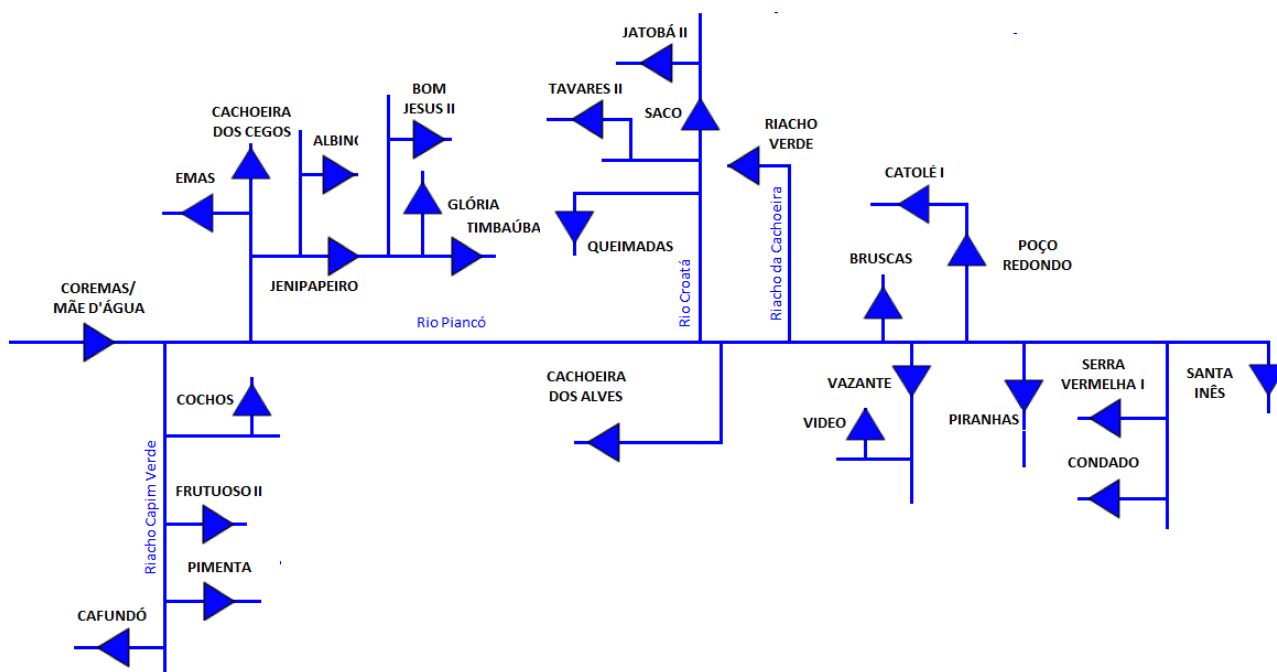 JATOBÁ II
BOM
JESUS II
TAVARES II
CACHOEIRA
DOS CEGOS
ALBINO
SACO
RIACHO
VERDE
EMAS
CATOLÉ I
GLÓRIA
TIMBAÚBA
QUEIMADAS
POÇO
REDONDO
BRUSCAS
JENIPAPEIRO
COREMAS/
MÃE D'ÁGUA
Rio Piancó
Rio Croatá
Riacho da Cachoeira
CACHOEIRA
DOS ALVES
VAZANTE
SERRA
VERMELHA I
SANTA
INÊS
COCHOS
VIDEO
PIRANHAS
CONDADO
Riacho Capim Verde
FRUTUOSO II
PIMENTA
CAFUNDÓ